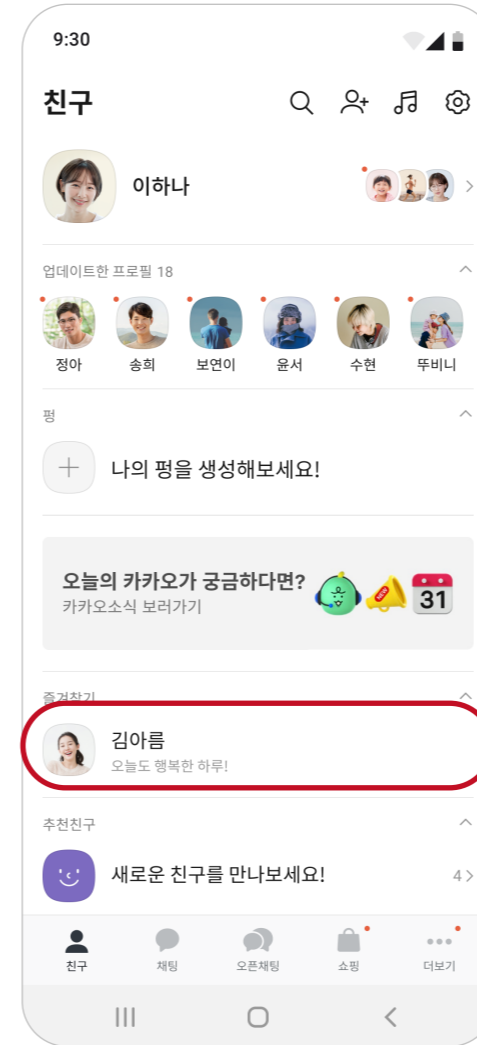 9:30
친구
이하나
업데이트한 프로필 18
정아 송희 보연이 윤서 수현 뚜비니
펑
나의 펑을 생성해보세요!
오늘의 카카오가 궁금하다면?
카카오소식 보러가기
NEW
31
즐겨찾기
김아름
오늘도 행복한 하루!
추천친구
새로운 친구를 만나보세요!
4
친구 채팅 오픈채팅 쇼핑 더보기